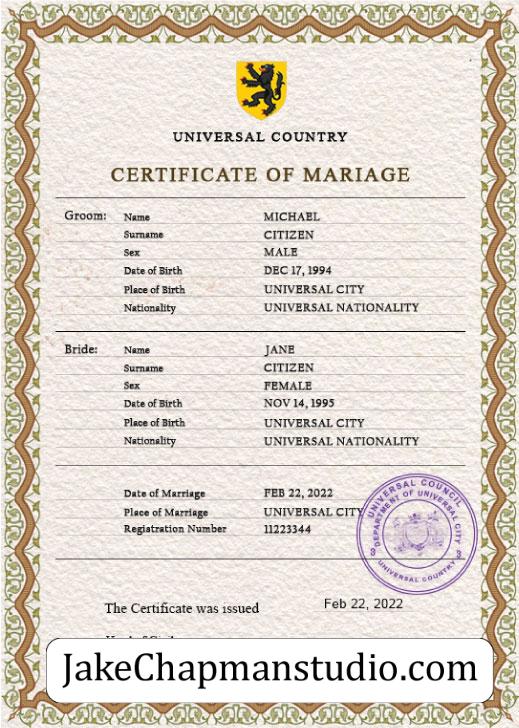 UNIVERSAL COUNTRY
CERTIFICATE OF MARIAGE
Groom: Name MICHAEL
Surname CITIZEN
Sex MALE
Date of Birth DEC 17, 1994
Place of Birth UNIVERSAL CITY
Nationality UNIVERSAL NATIONALITY
Bride: Name JANE
Surname CITIZEN
Sex FEMALE
Date of Birth NOV 14, 1995
Place of Birth UNIVERSAL CITY
Nationality UNIVERSAL NATIONALITY
Date of Marriage FEB 22, 2022
Place of Marriage UNIVERSAL CITY
Registration Number 11223344
UNIVERSAL COUNCIL
DEPARTMENT OF UNIVERSAL CITY
UNIVERSAL COUNTRY
The Certificate was issued Feb 22, 2022
JakeChapmanstudio.com